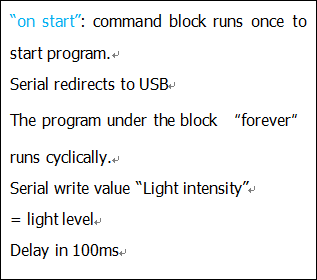 “on start”: command block runs once to
start program.
Serial redirects to USB
The program under the block “forever”
runs cyclically.
Serial write value “Light intensity”
= light level
Delay in 100ms